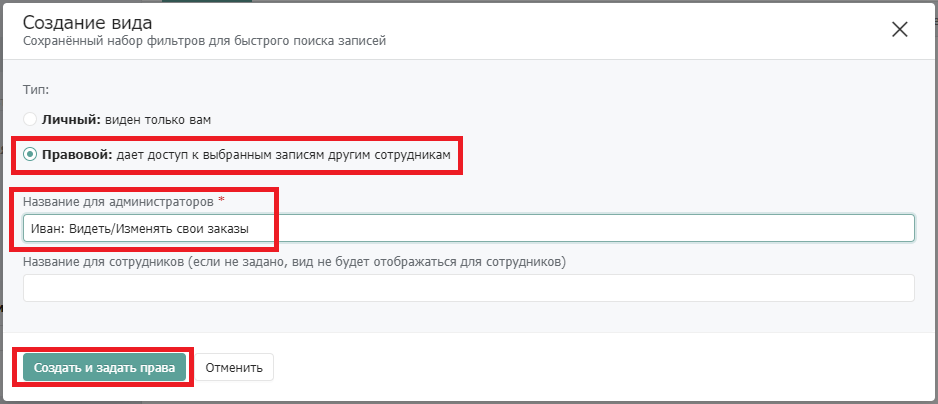 Создание вида
Сохранённый набор фильтров для быстрого поиска записей
Тип:
Личный: виден только вам
Правовой: дает доступ к выбранным записям другим сотрудникам
Название для администраторов *
Иван: Видеть/Изменять свои заказы
Название для сотрудников (если не задано, вид не будет отображаться для сотрудников)
Создать и задать права
Отменить